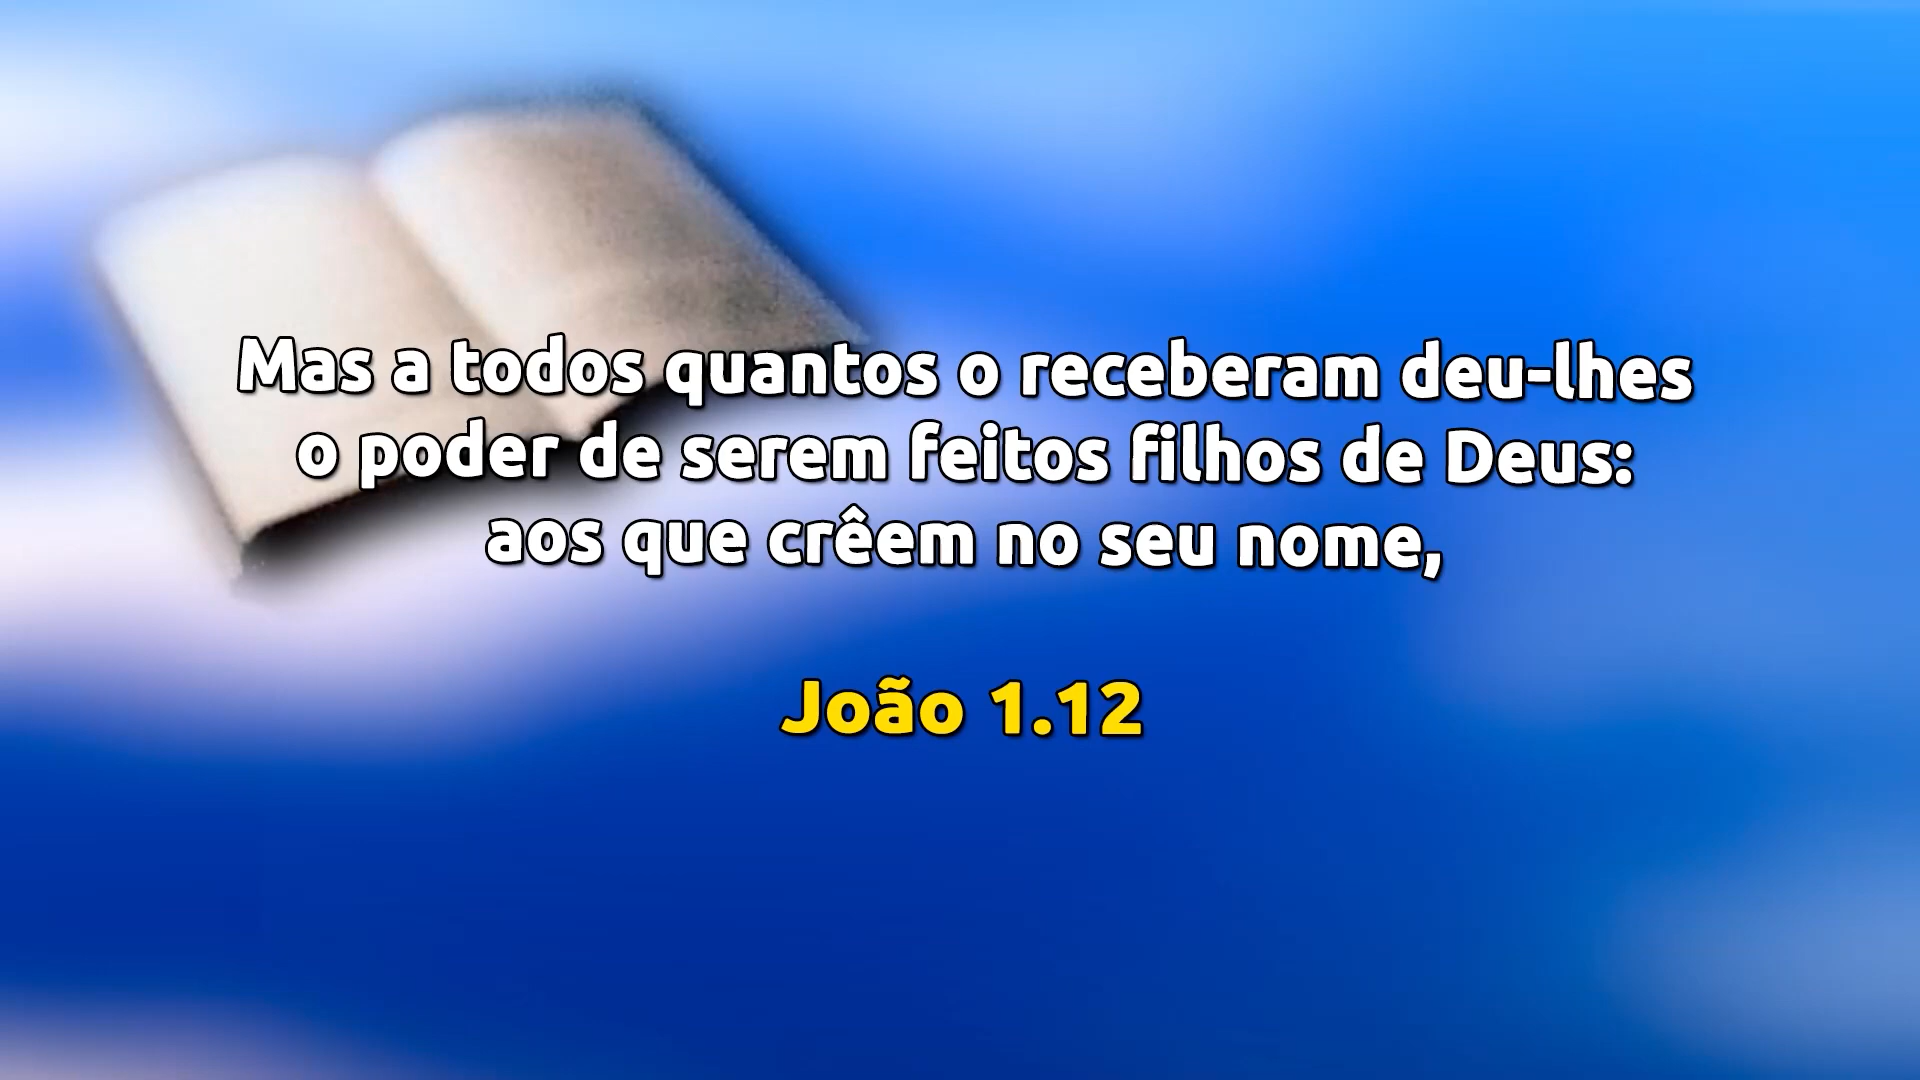 Mas a todos quantos o receberam deu-lhes
o poder de serem feitos filhos de Deus:
aos que crêem no seu nome,
João 1.12